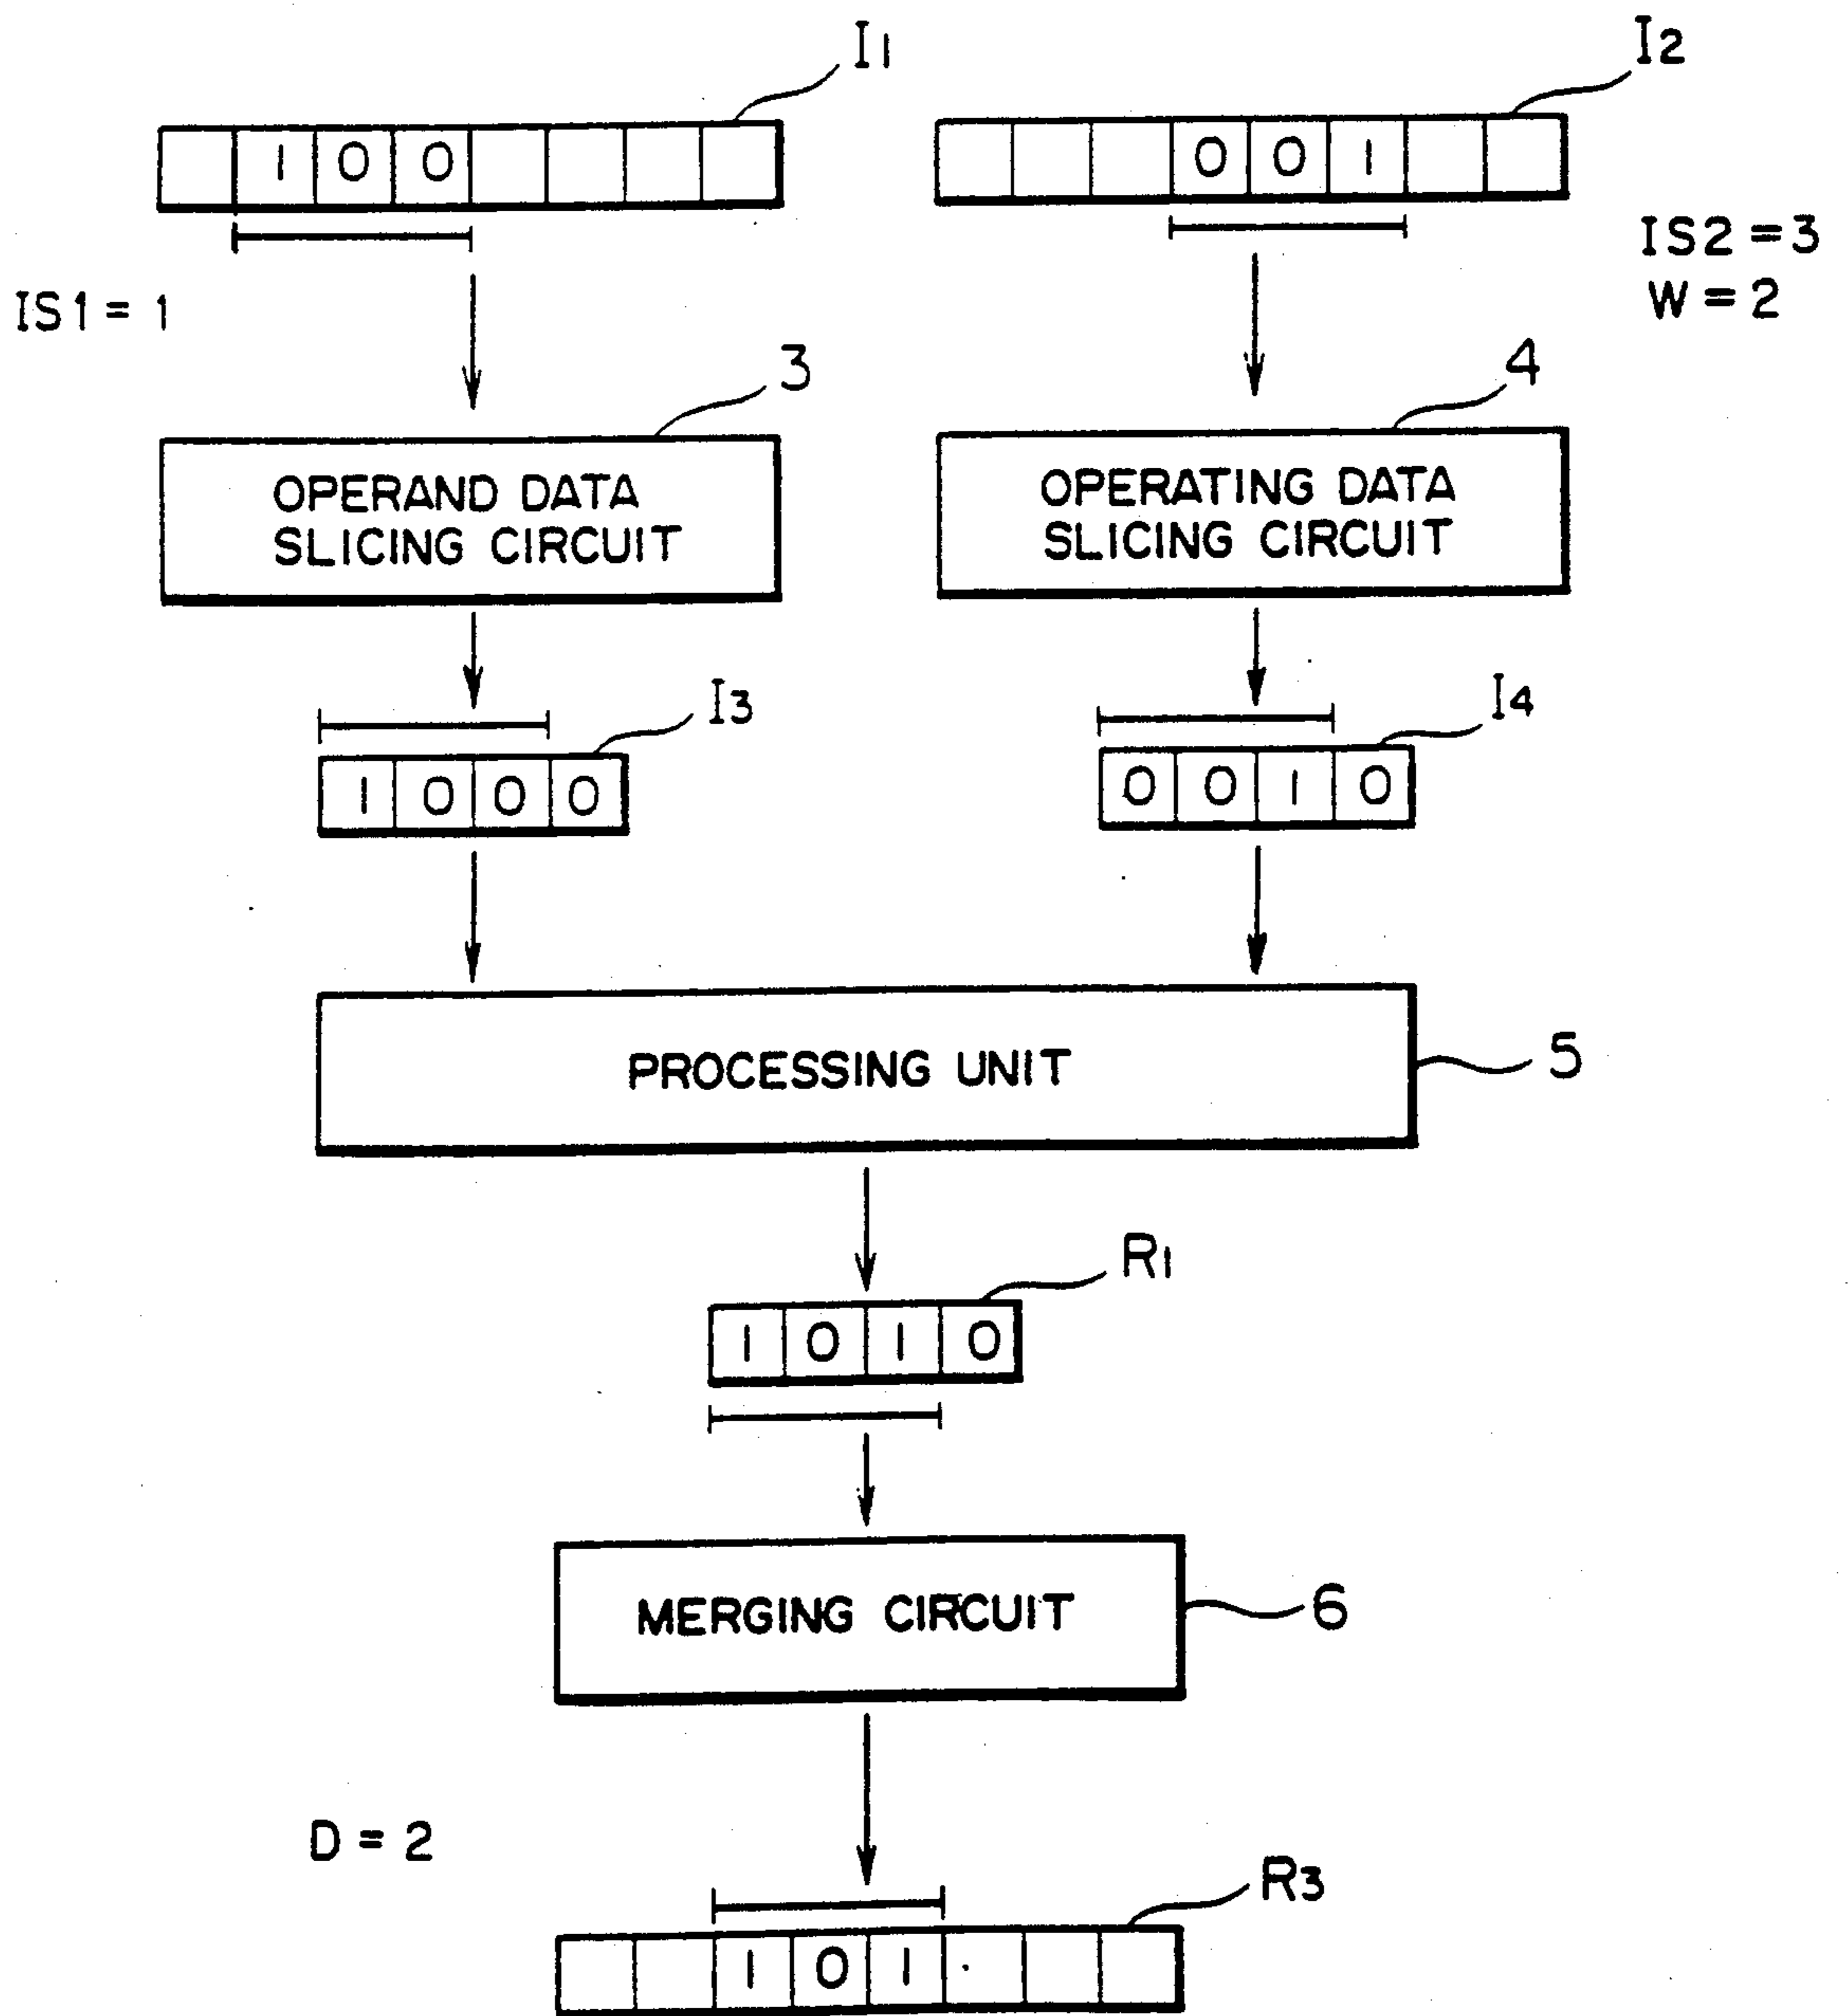 I1
I2
1 0 0
0 0 1
IS1 = 1
IS2 = 3
W = 2
3
4
OPERAND DATA
SLICING CIRCUIT
OPERATING DATA
SLICING CIRCUIT
I3
I4
1 0 0 0
0 0 1 0
PROCESSING UNIT
5
R1
1 0 1 0
MERGING CIRCUIT
6
D = 2
R3
1 0 1